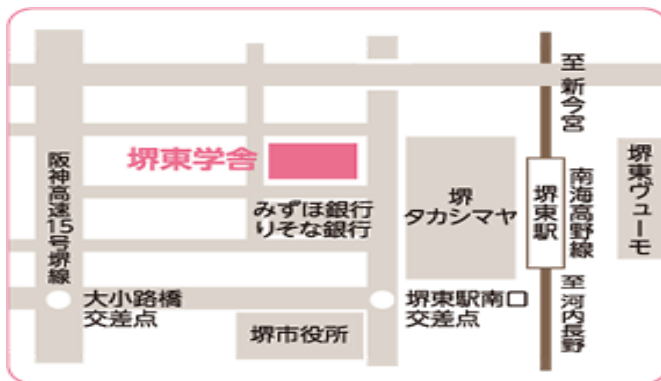 至 新今宮
堺東学舎
阪神高速15号堺線
みずほ銀行
りそな銀行
堺
タカシマヤ
堺東駅
南海高野線
堺東ヴューモ
大小路橋
交差点
堺東駅南口
交差点
至 河内長野
堺市役所